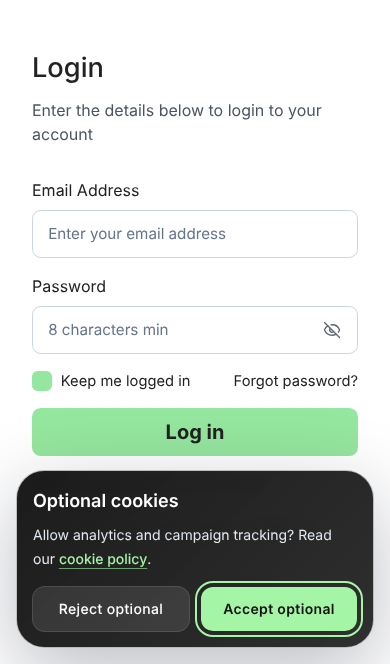 Login
Enter the details below to login to your
account
Email Address
Enter your email address
Password
8 characters min
Keep me logged in
Forgot password?
Log in
Optional cookies
Allow analytics and campaign tracking? Read
our cookie policy.
Reject optional
Accept optional